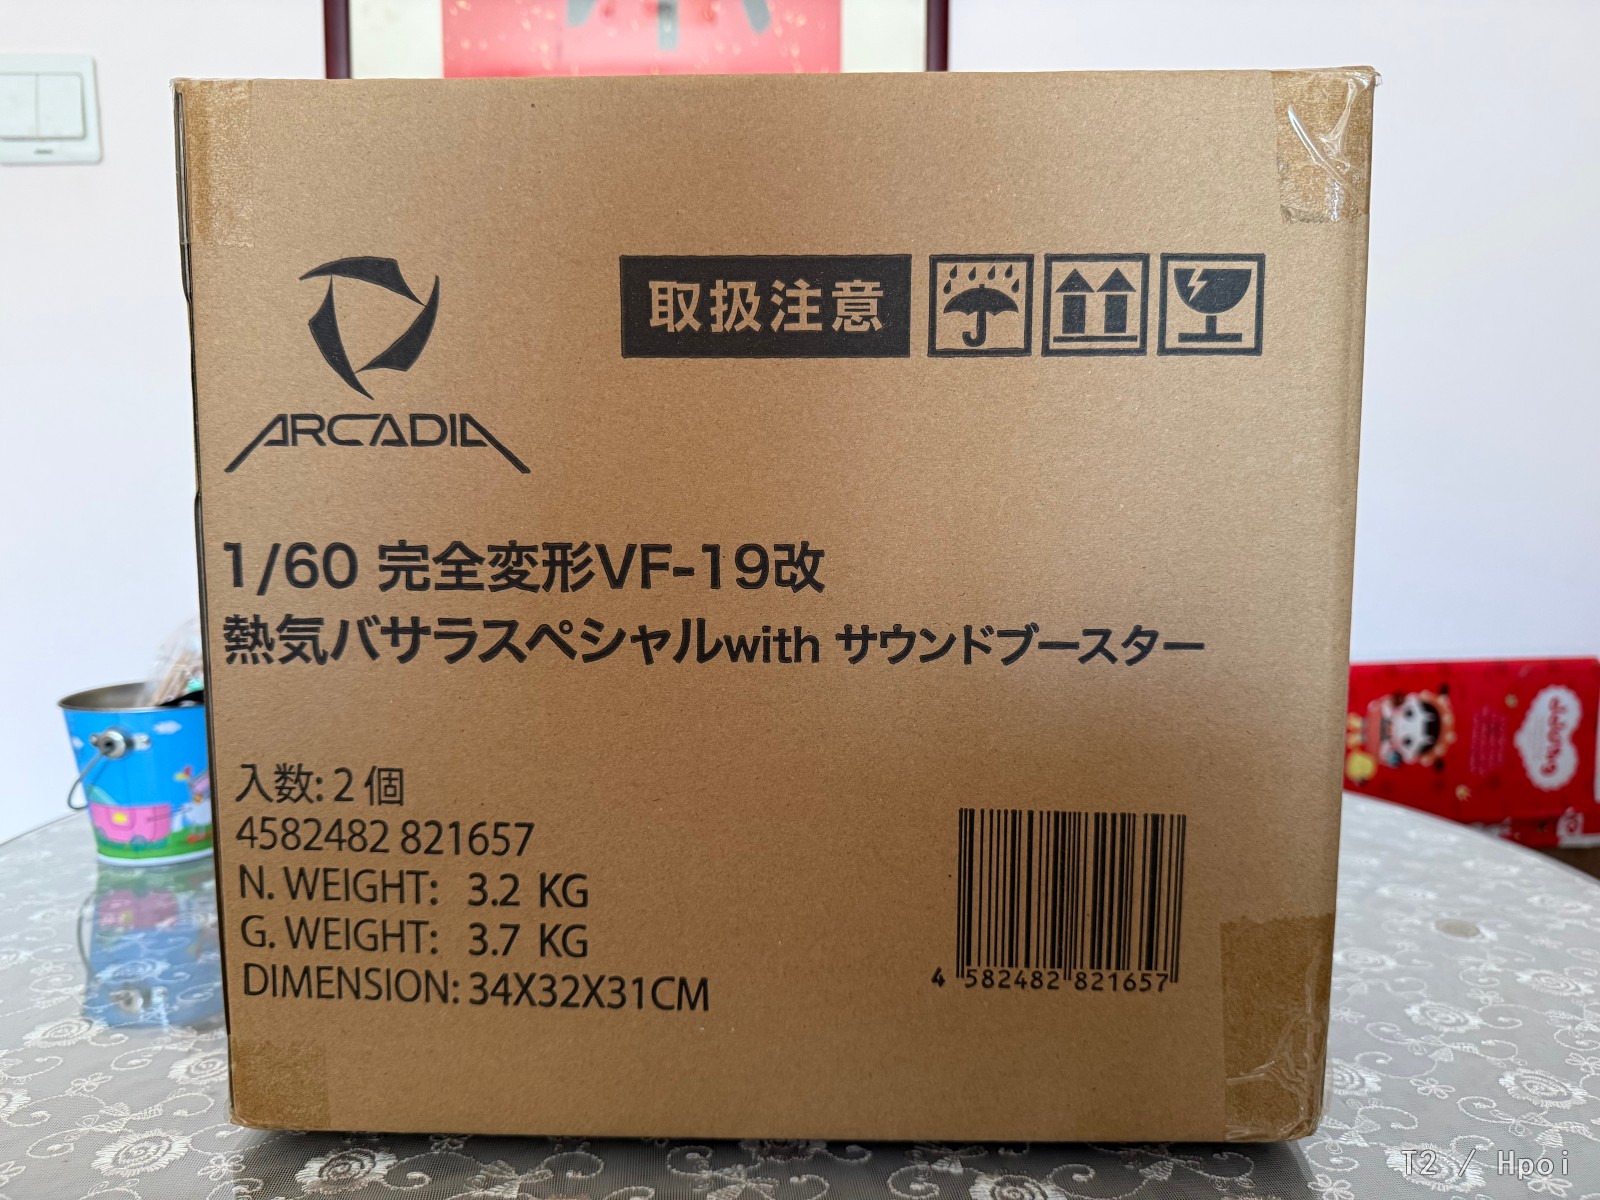 取扱注意
ARCADIA
1/60 完全変形VF-19改
熱気バサラスペシャルwith サウンドブースター
入数: 2 個
4582482 821657
N. WEIGHT: 3.2 KG
G. WEIGHT: 3.7 KG
DIMENSION: 34X32X31CM
4 582482 821657
T2 / Hpoi